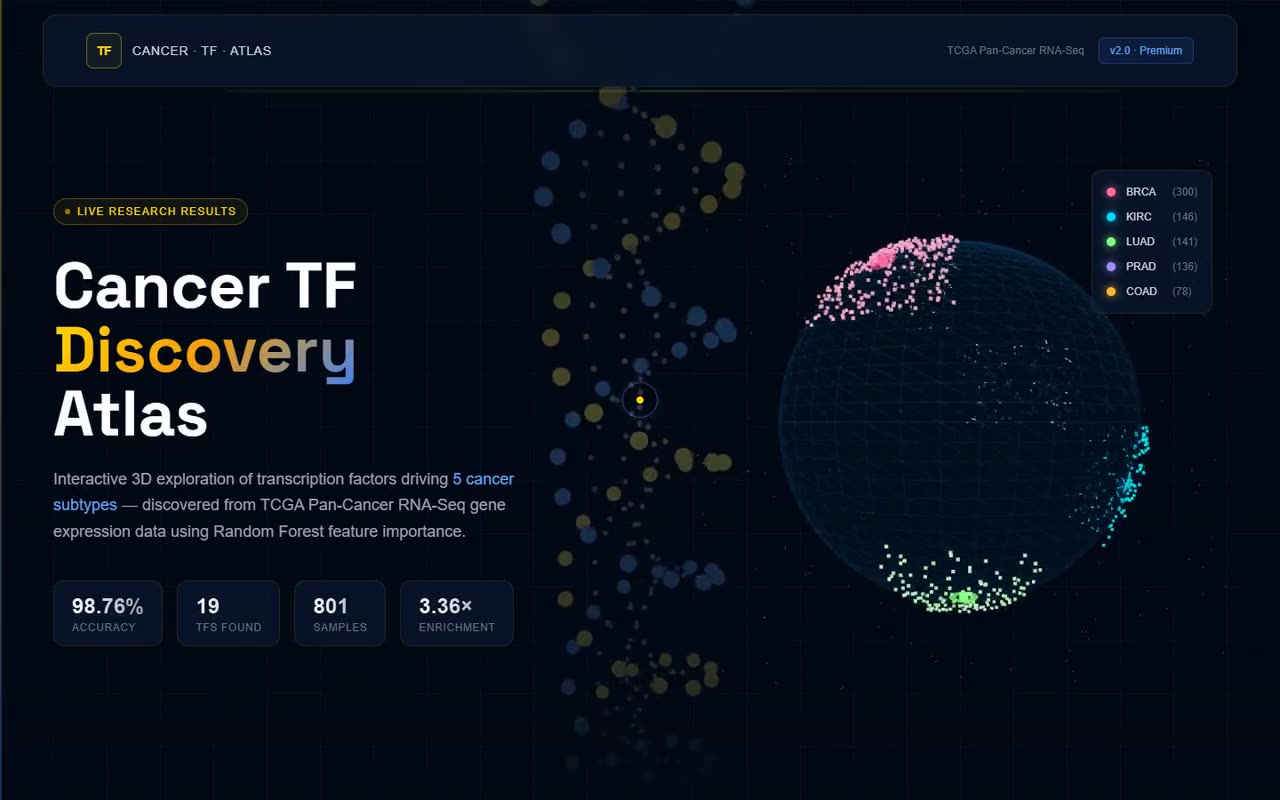 TF CANCER · TF · ATLAS
TCGA Pan-Cancer RNA-Seq
v2.0 · Premium
LIVE RESEARCH RESULTS
Cancer TF
Discovery
Atlas
Interactive 3D exploration of transcription factors driving 5 cancer
subtypes — discovered from TCGA Pan-Cancer RNA-Seq gene
expression data using Random Forest feature importance.
98.76%
ACCURACY
19
TFS FOUND
801
SAMPLES
3.36×
ENRICHMENT
BRCA (300)
KIRC (146)
LUAD (141)
PRAD (136)
COAD (78)